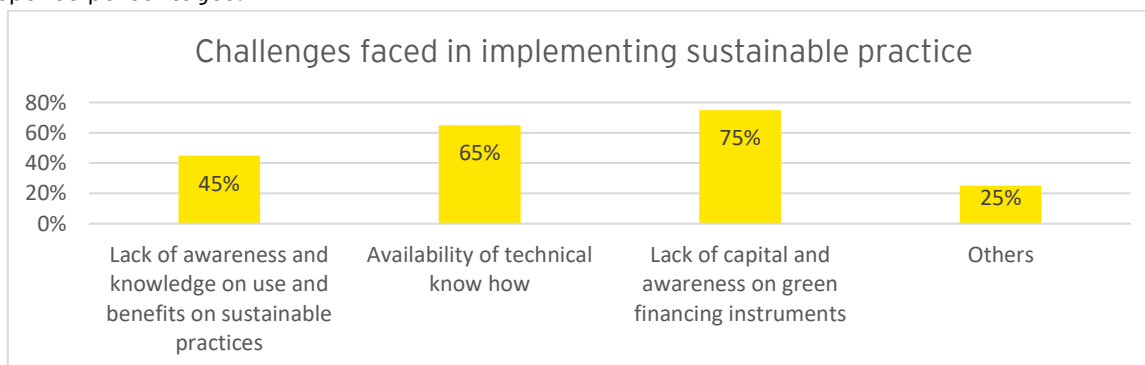 Challenges faced in implementing sustainable practice
80%
60%
40%
20%
0%
45%
65%
75%
25%
Lack of awareness and
knowledge on use and
benefits on sustainable
practices
Availability of technical
know how
Lack of capital and
awareness on green
financing instruments
Others